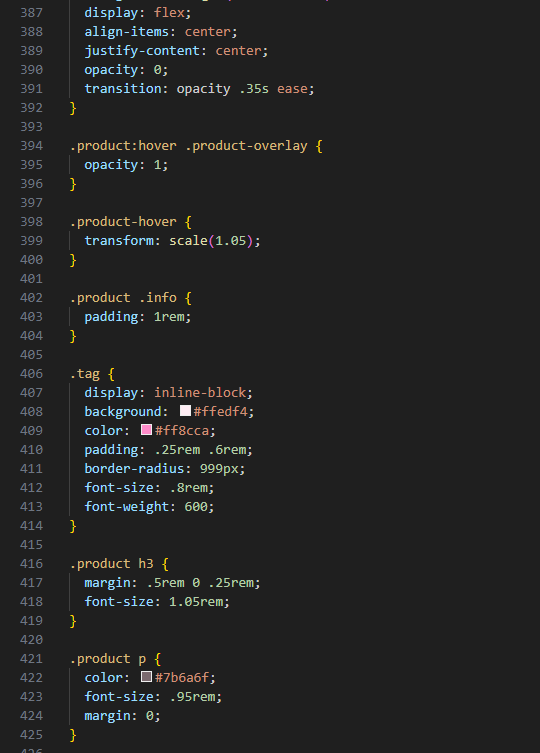 387 display: flex;
388 align-items: center;
389 justify-content: center;
390 opacity: 0;
391 transition: opacity .35s ease;
392 }
393
394 .product:hover .product-overlay {
395 opacity: 1;
396 }
397
398 .product-hover {
399 transform: scale(1.05);
400 }
401
402 .product .info {
403 padding: 1rem;
404 }
405
406 .tag {
407 display: inline-block;
408 background: #ffedf4;
409 color: #ff8cca;
410 padding: .25rem .6rem;
411 border-radius: 999px;
412 font-size: .8rem;
413 font-weight: 600;
414 }
415
416 .product h3 {
417 margin: .5rem 0 .25rem;
418 font-size: 1.05rem;
419 }
420
421 .product p {
422 color: #7b6a6f;
423 font-size: .95rem;
424 margin: 0;
425 }